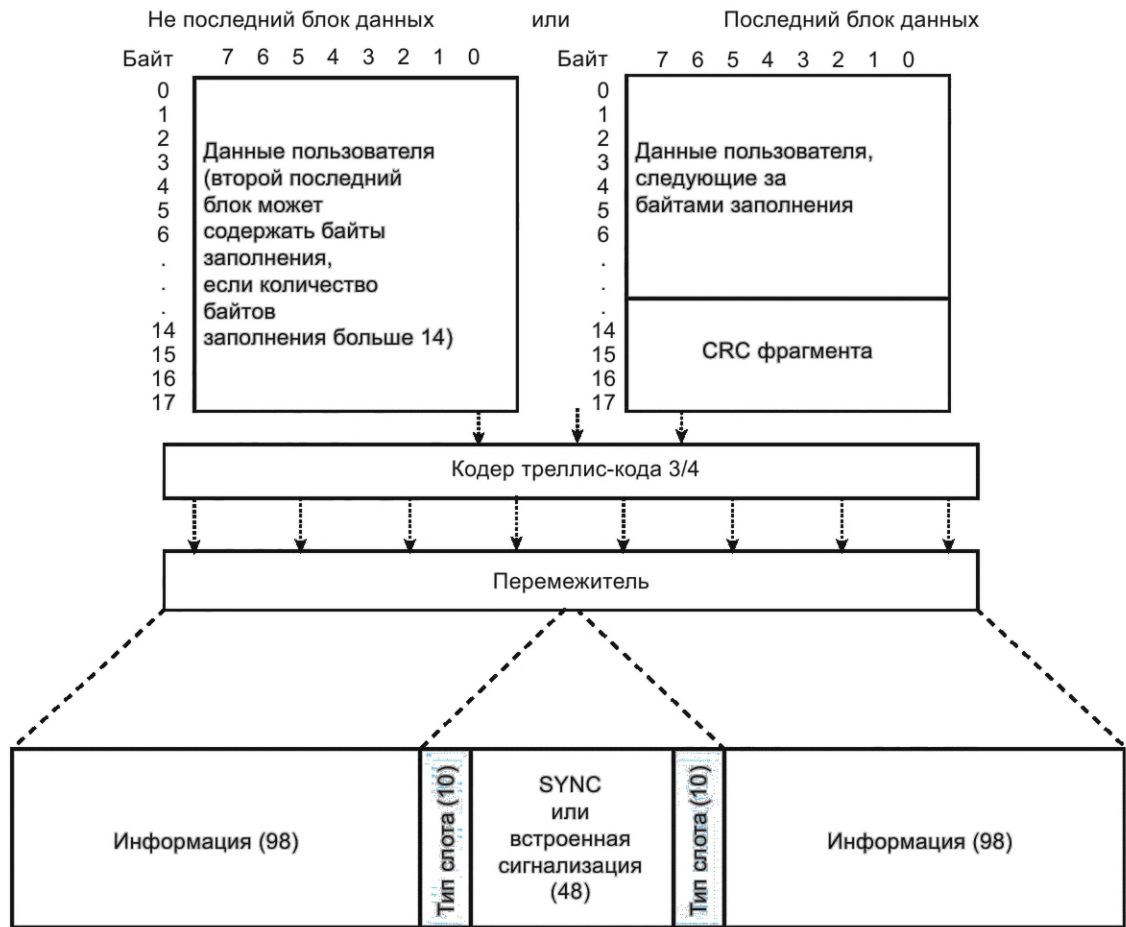 Не последний блок данных или Последний блок данных
Байт 7 6 5 4 3 2 1 0
0
1
2
3
4
5
6
.
.
.
14
15
16
17
Данные пользователя
(второй последний
блок может
содержать байты
заполнения,
если количество
байтов
заполнения больше 14)
Байт 7 6 5 4 3 2 1 0
0
1
2
3
4
5
6
.
.
.
14
15
16
17
Данные пользователя,
следующие за
байтами заполнения
CRC фрагмента
Кодер треллис-кода 3/4
Перемежитель
Информация (98)
Тип слота (10)
SYNC
или
встроенная
сигнализация
(48)
Тип слота (10)
Информация (98)